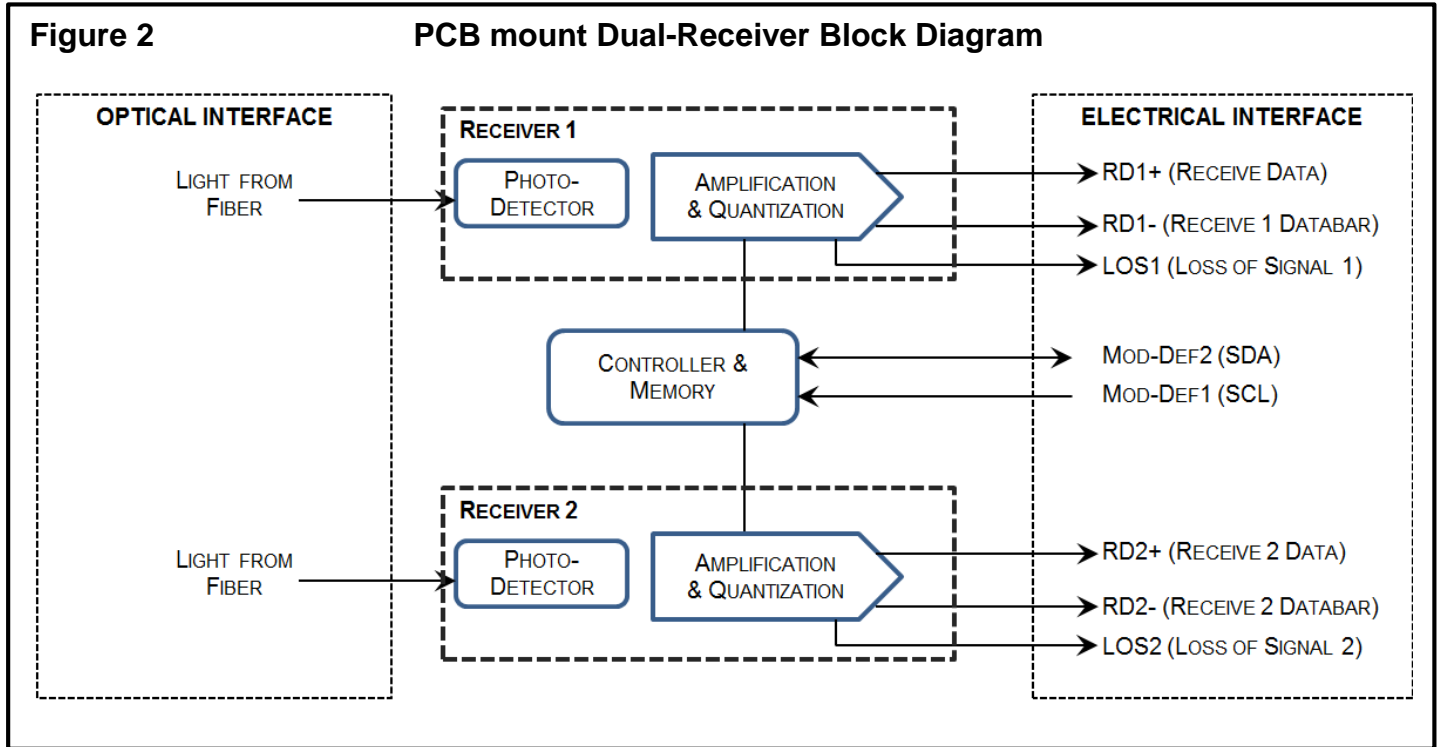 Figure 2 PCB mount Dual-Receiver Block Diagram
OPTICAL INTERFACE
LIGHT FROM
FIBER
LIGHT FROM
FIBER
RECEIVER 1
PHOTO-
DETECTOR
AMPLIFICATION
& QUANTIZATION
CONTROLLER &
MEMORY
RECEIVER 2
PHOTO-
DETECTOR
AMPLIFICATION
& QUANTIZATION
ELECTRICAL INTERFACE
RD1+ (RECEIVE DATA)
RD1- (RECEIVE 1 DATABAR)
LOS1 (LOSS OF SIGNAL 1)
MOD-DEF2 (SDA)
MOD-DEF1 (SCL)
RD2+ (RECEIVE 2 DATA)
RD2- (RECEIVE 2 DATABAR)
LOS2 (LOSS OF SIGNAL 2)